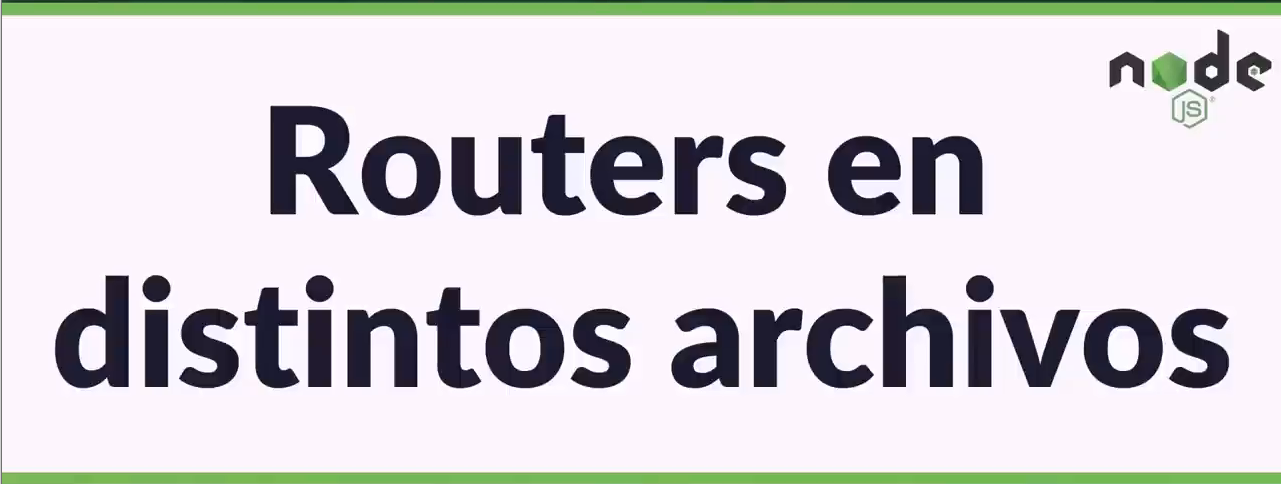 node
JS
Routers en
distintos archivos